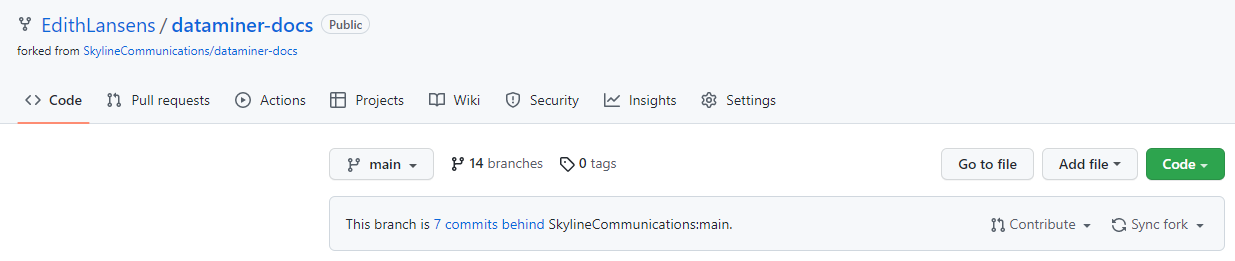 EdithLansens / dataminer-docs Public
forked from SkylineCommunications/dataminer-docs
Code Pull requests Actions Projects Wiki Security Insights Settings
main 14 branches 0 tags Go to file Add file Code
This branch is 7 commits behind SkylineCommunications:main. Contribute Sync fork